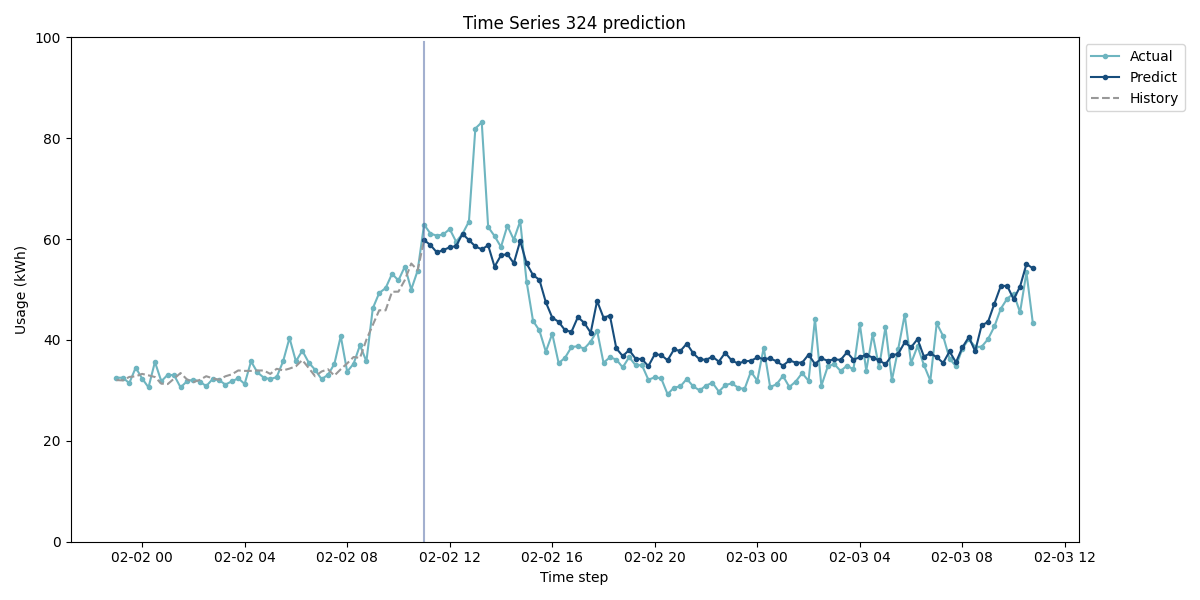 Time Series 324 prediction
100
80
60
40
20
0
Usage (kWh)
02-02 00
02-02 04
02-02 08
02-02 12
02-02 16
02-02 20
02-03 00
02-03 04
02-03 08
02-03 12
Time step
Actual
Predict
History